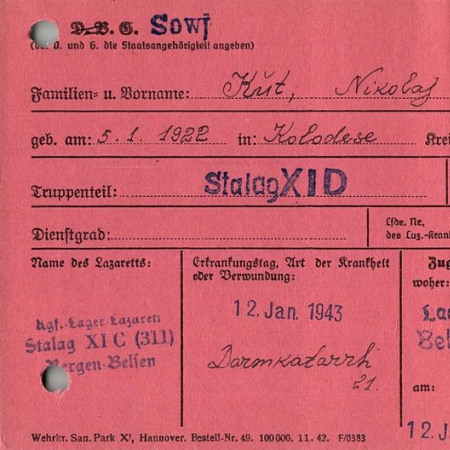 D. B. G. Sowj
D. und G. die Staatsangehörigkeit angeben)
Familien= u. Vorname: Kut, Nikolaj
geb. am: 5. 1. 1922 in: Kolodese Krei
Truppenteil: Stalag XI D
Dienstgrad: Lfde. Nr.
des Laz.=Kran
Name des Lazaretts: Erkrankungstag, Art der Krankheit Zug
oder Verwundung: woher:
12. Jan. 1943 La
Kgf.-Lager-Lazarett
Stalag XI C (311) Bel
Bergen-Belsen Darmkatarrh
21. am:
12. J
Wehrkr. San. Park XI, Hannover. Bestell-Nr. 49. 100000. 11. 42. F/0383